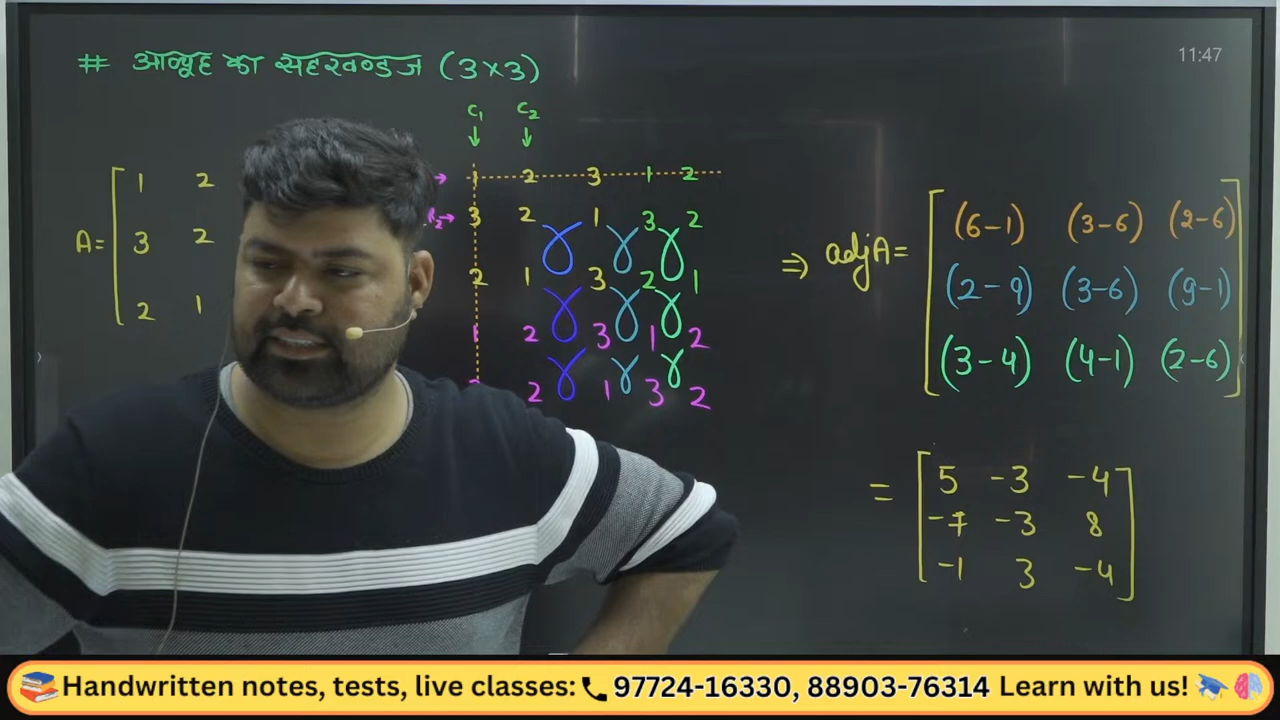 # आव्यूह का सहखण्डज (3×3)
11:47
C₁ C₂
↓ ↓
A= [ 1 2
3 2
2 1
→ 1 2 3 1 2
R₂→ 3 2 1 3 2
2 1 3 2 1
1 2 3 1 2
2 1 3 2
⇒ adjA= [ (6-1) (3-6) (2-6)
(2-9) (3-6) (9-1)
(3-4) (4-1) (2-6) ]
= [ 5 -3 -4
-7 -3 8
-1 3 -4 ]
Handwritten notes, tests, live classes: 97724-16330, 88903-76314 Learn with us!